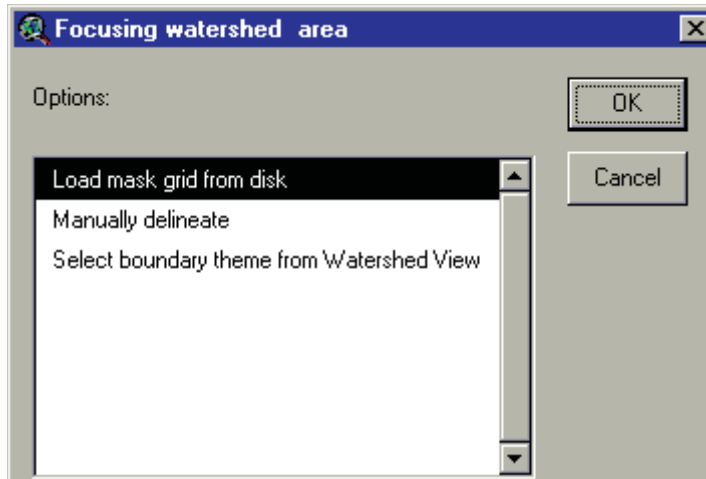 Focusing watershed area
Options:
OK
Load mask grid from disk
Cancel
Manually delineate
Select boundary theme from Watershed View